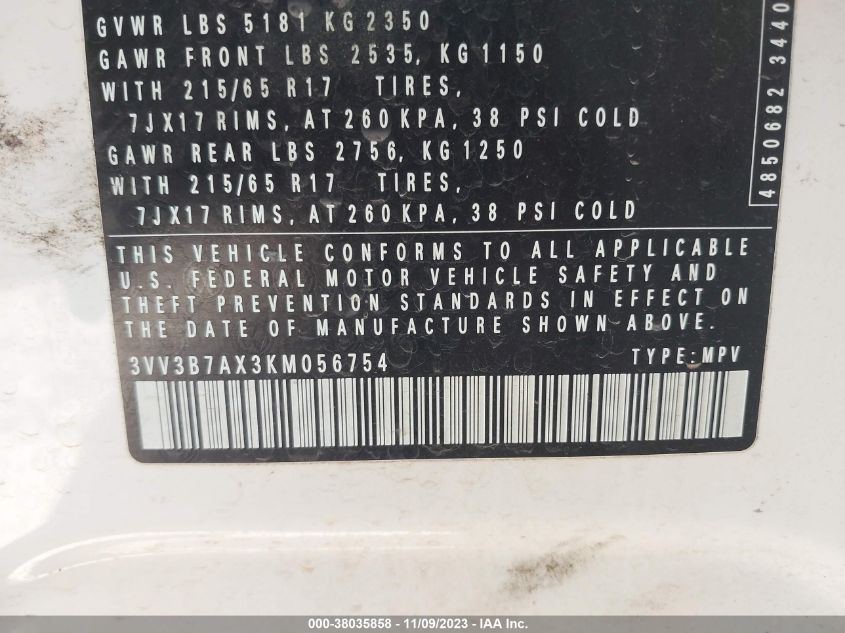 GVWR LBS 5181 KG 2350
GAWR FRONT LBS 2535, KG 1150
WITH 215/65 R17 TIRES,
7JX17 RIMS, AT 260 KPA, 38 PSI COLD
GAWR REAR LBS 2756, KG 1250
WITH 215/65 R17 TIRES,
7JX17 RIMS, AT 260 KPA, 38 PSI COLD
4850682 3440
THIS VEHICLE CONFORMS TO ALL APPLICABLE
U.S. FEDERAL MOTOR VEHICLE SAFETY AND
THEFT PREVENTION STANDARDS IN EFFECT ON
THE DATE OF MANUFACTURE SHOWN ABOVE.
3VV3B7AX3KM056754 TYPE: MPV
000-38035858 - 11/09/2023 - IAA Inc.